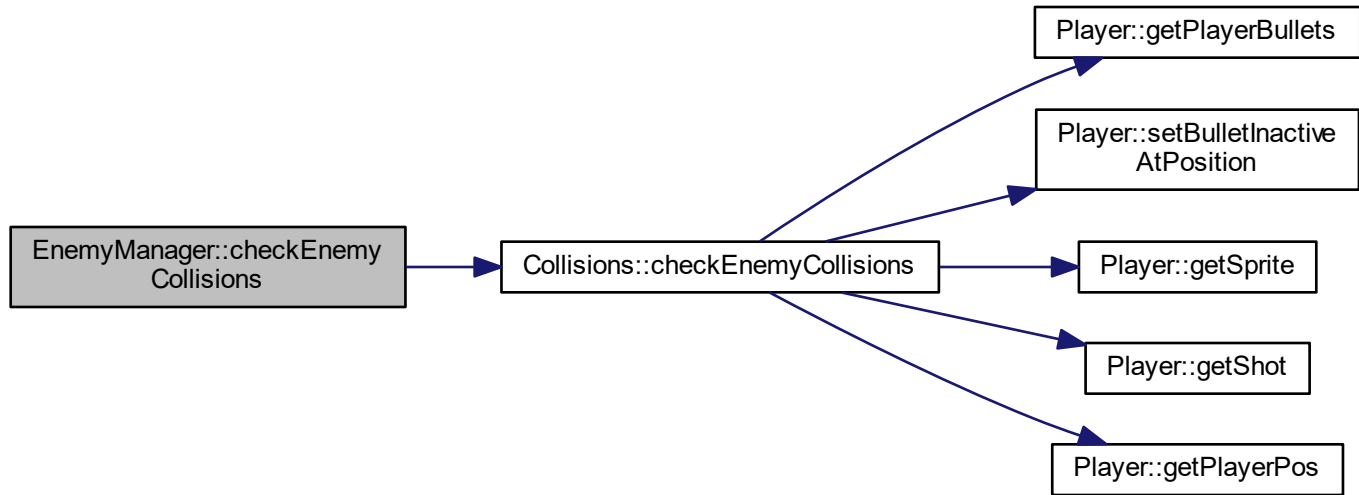 EnemyManager::checkEnemy
Collisions
Collisions::checkEnemyCollisions
Player::getPlayerBullets
Player::setBulletInactive
AtPosition
Player::getSprite
Player::getShot
Player::getPlayerPos